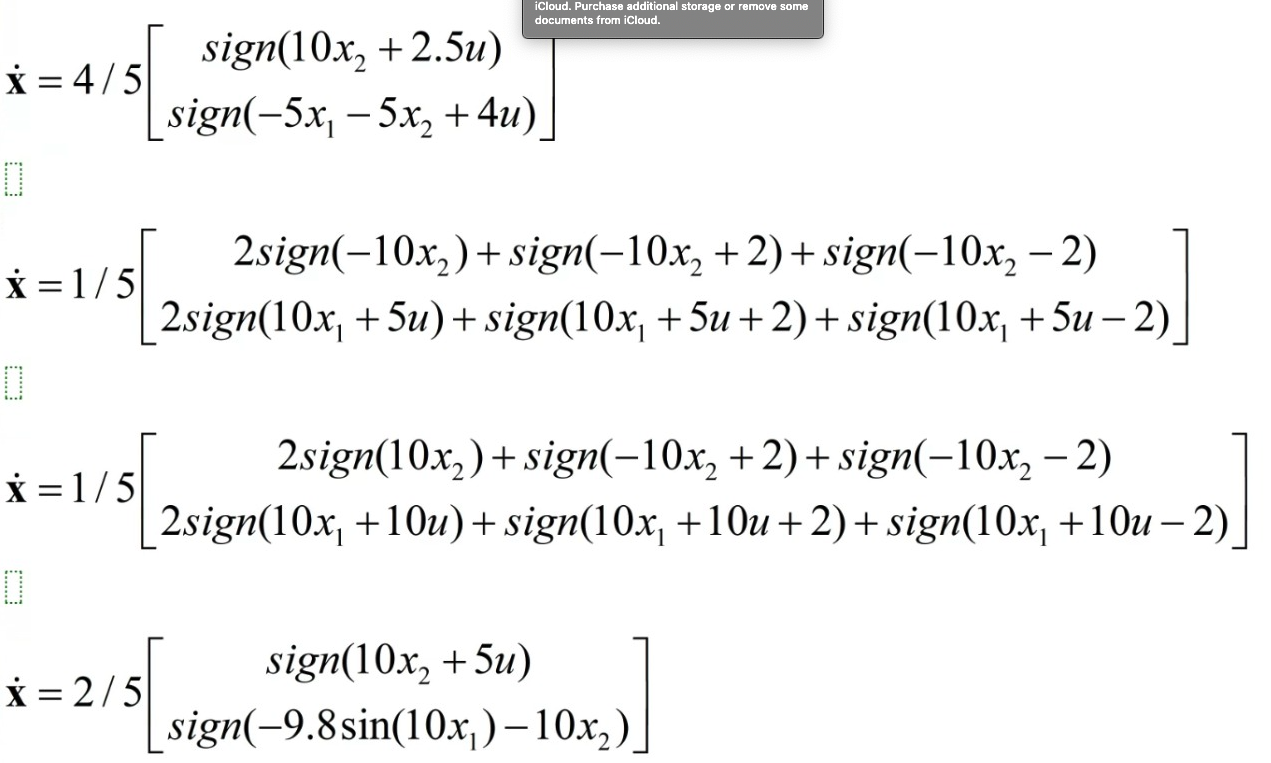 iCloud. Purchase additional storage or remove some
documents from iCloud.
ẋ = 4 / 5 [ sign(10x₂ + 2.5u)
sign(−5x₁ − 5x₂ + 4u) ]
ẋ = 1 / 5 [ 2sign(−10x₂) + sign(−10x₂ + 2) + sign(−10x₂ − 2)
2sign(10x₁ + 5u) + sign(10x₁ + 5u + 2) + sign(10x₁ + 5u − 2) ]
ẋ = 1 / 5 [ 2sign(10x₂) + sign(−10x₂ + 2) + sign(−10x₂ − 2)
2sign(10x₁ + 10u) + sign(10x₁ + 10u + 2) + sign(10x₁ + 10u − 2) ]
ẋ = 2 / 5 [ sign(10x₂ + 5u)
sign(−9.8sin(10x₁) − 10x₂) ]